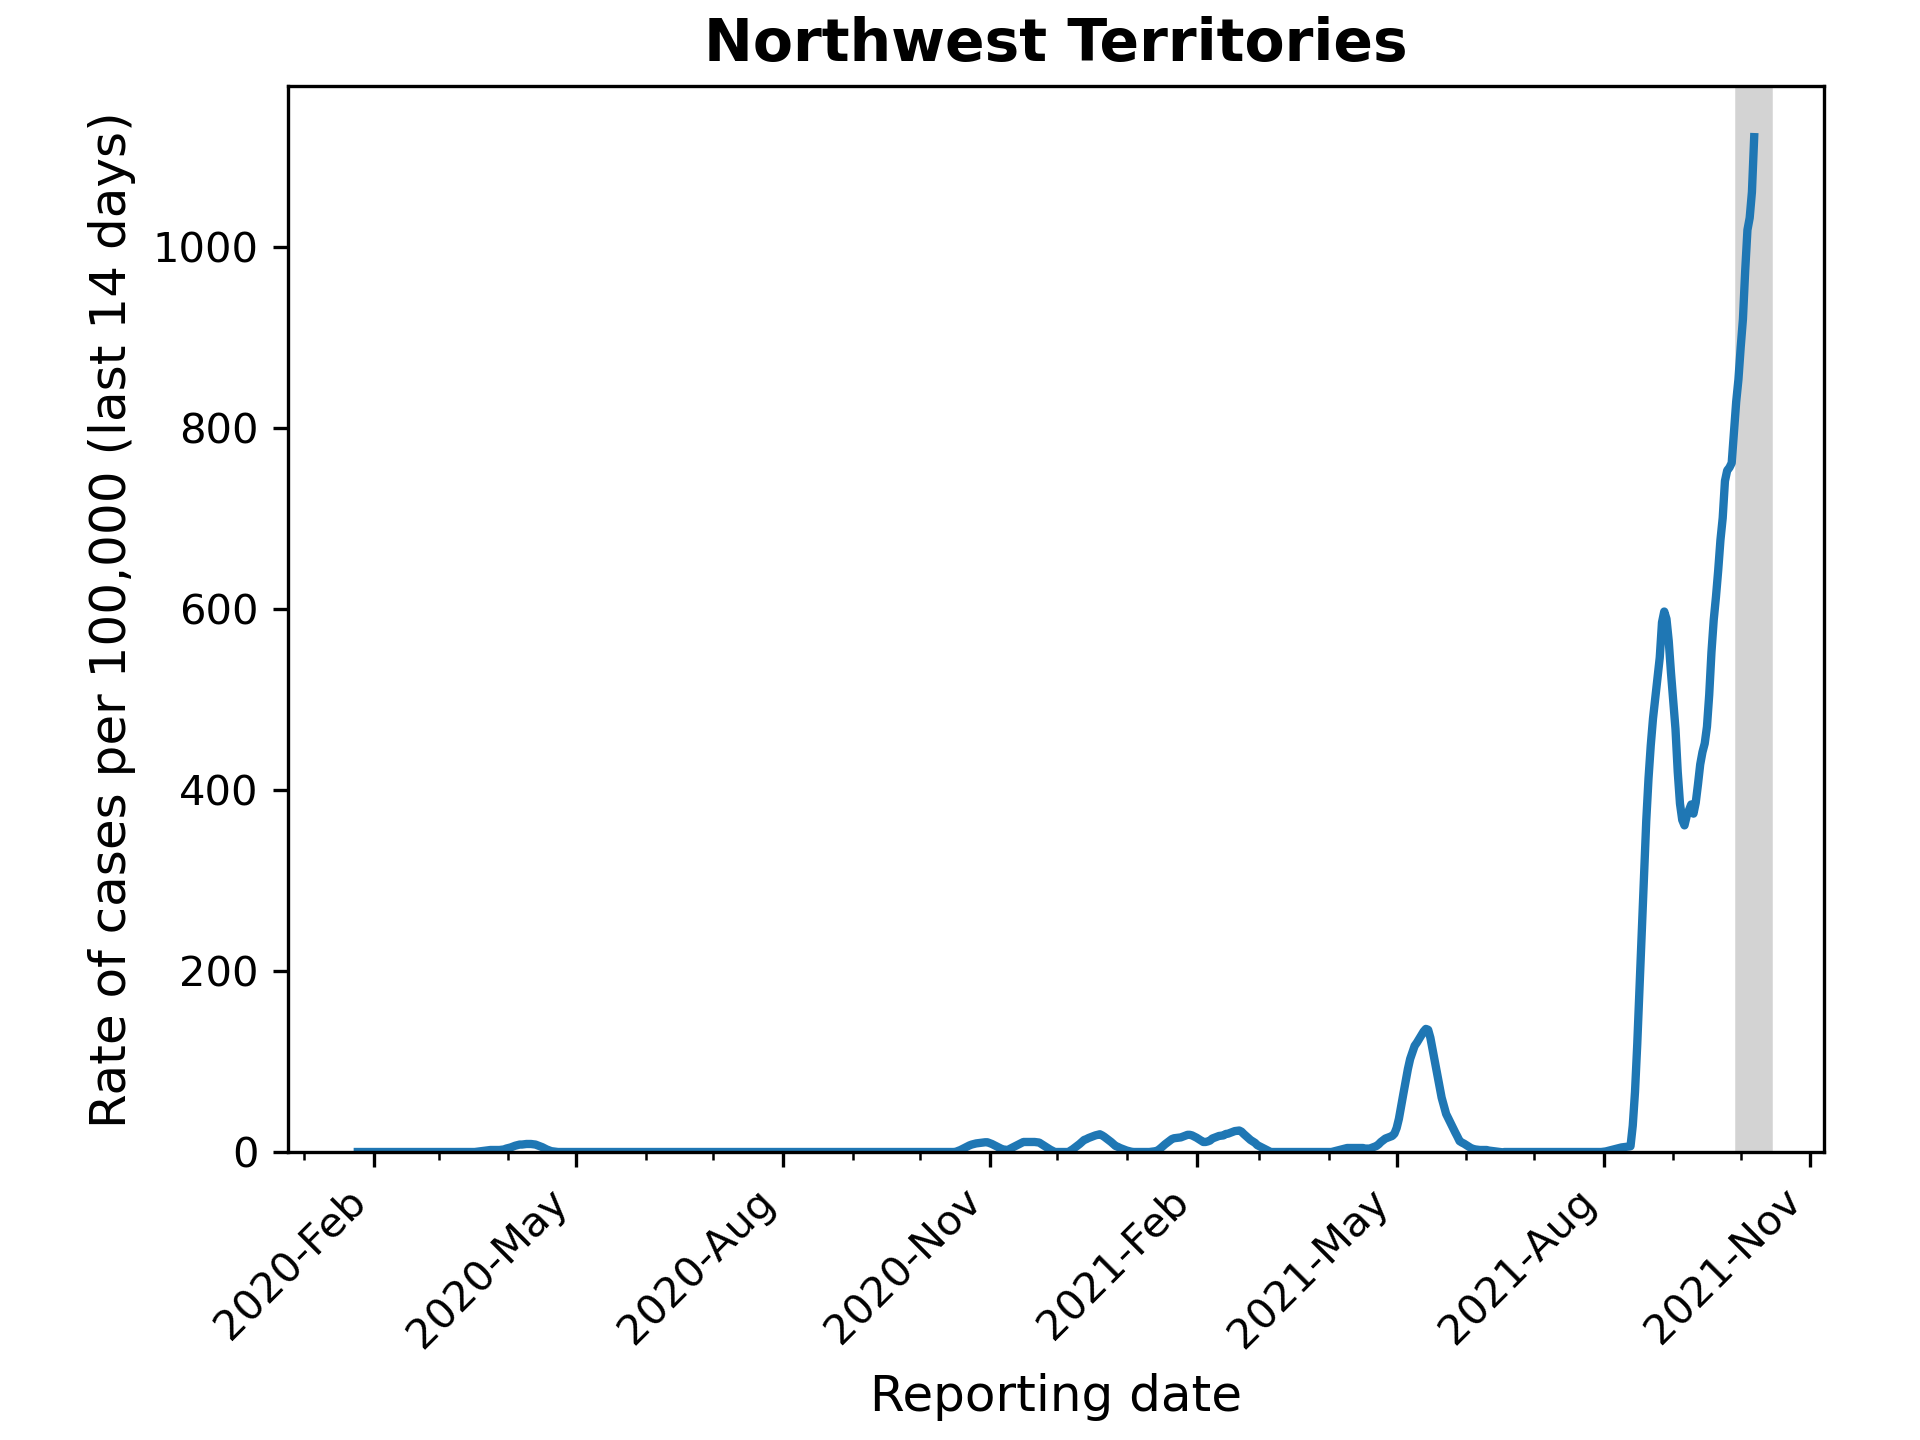 Northwest Territories
Rate of cases per 100,000 (last 14 days)
1000
800
600
400
200
0
2020-Feb
2020-May
2020-Aug
2020-Nov
2021-Feb
2021-May
2021-Aug
2021-Nov
Reporting date